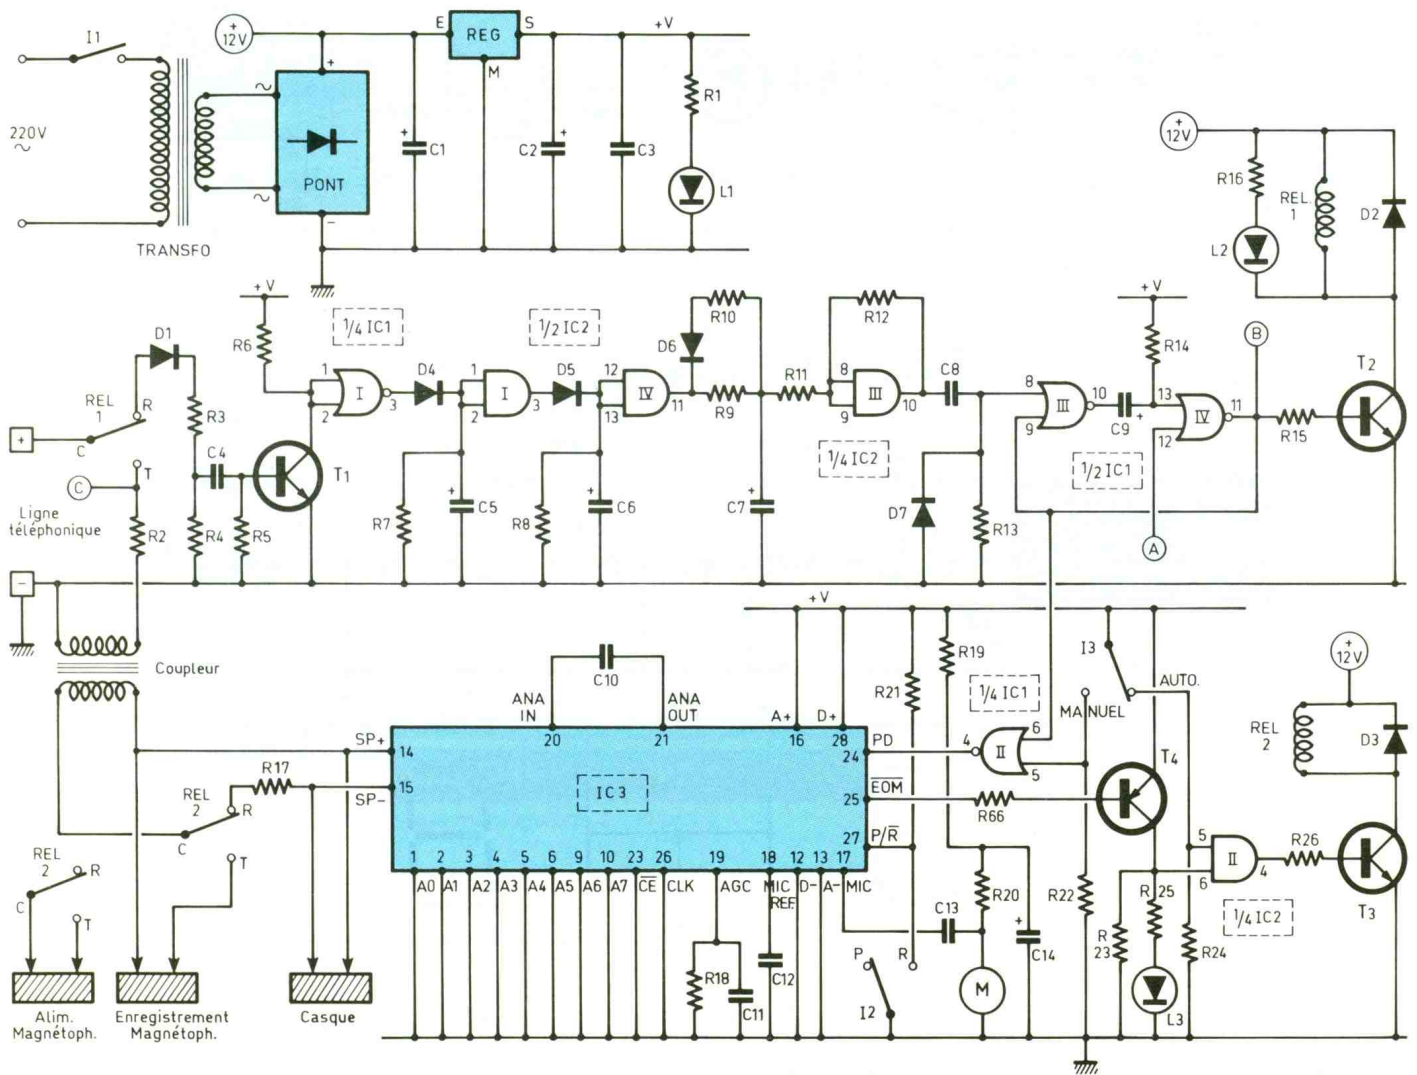 I1
220V
~
TRANSFO
+
12V
~
~
+
PONT
-
E
REG
S
M
+V
+
C1
C2
+
C3
R1
L1
+
12V
R16
L2
REL.
1
D2
+V
R6
1/4 IC1
D1
REL
1
R
C
T
+
C
Ligne
téléphonique
R2
-
R3
C4
R4
R5
T1
1
2
I
3
D4
R7
+
C5
1/2 IC2
1
2
I
3
D5
R8
+
C6
12
13
IV
11
D6
R10
R9
+
C7
R11
R12
8
9
III
10
1/4 IC2
C8
D7
R13
8
9
III
10
C9
+
1/2 IC1
+V
R14
13
12
IV
11
A
B
R15
T2
Coupleur
C10
ANA
IN
20
ANA
OUT
21
A+
16
D+
28
+V
SP+
14
15
SP-
IC3
24
PD
25
EOM
27
P/R
4
II
6
5
1/4 IC1
R19
R21
R66
I3
AUTO.
MANUEL
T4
REL
2
R17
R
C
T
REL
2
R
C
T
1
2
3
4
5
6
9
10
23
26
19
18
12
13
17
A0
A1
A2
A3
A4
A5
A6
A7
CE
CLK
AGC
MIC
REF.
D-
A-
MIC
R18
C11
C12
C13
R20
+
C14
M
P
R
I2
R22
R
23
R 25
L3
R24
5
6
II
4
1/4 IC2
R26
T3
+
12V
REL
2
D3
Alim.
Magnétoph.
Enregistrement
Magnétoph.
Casque